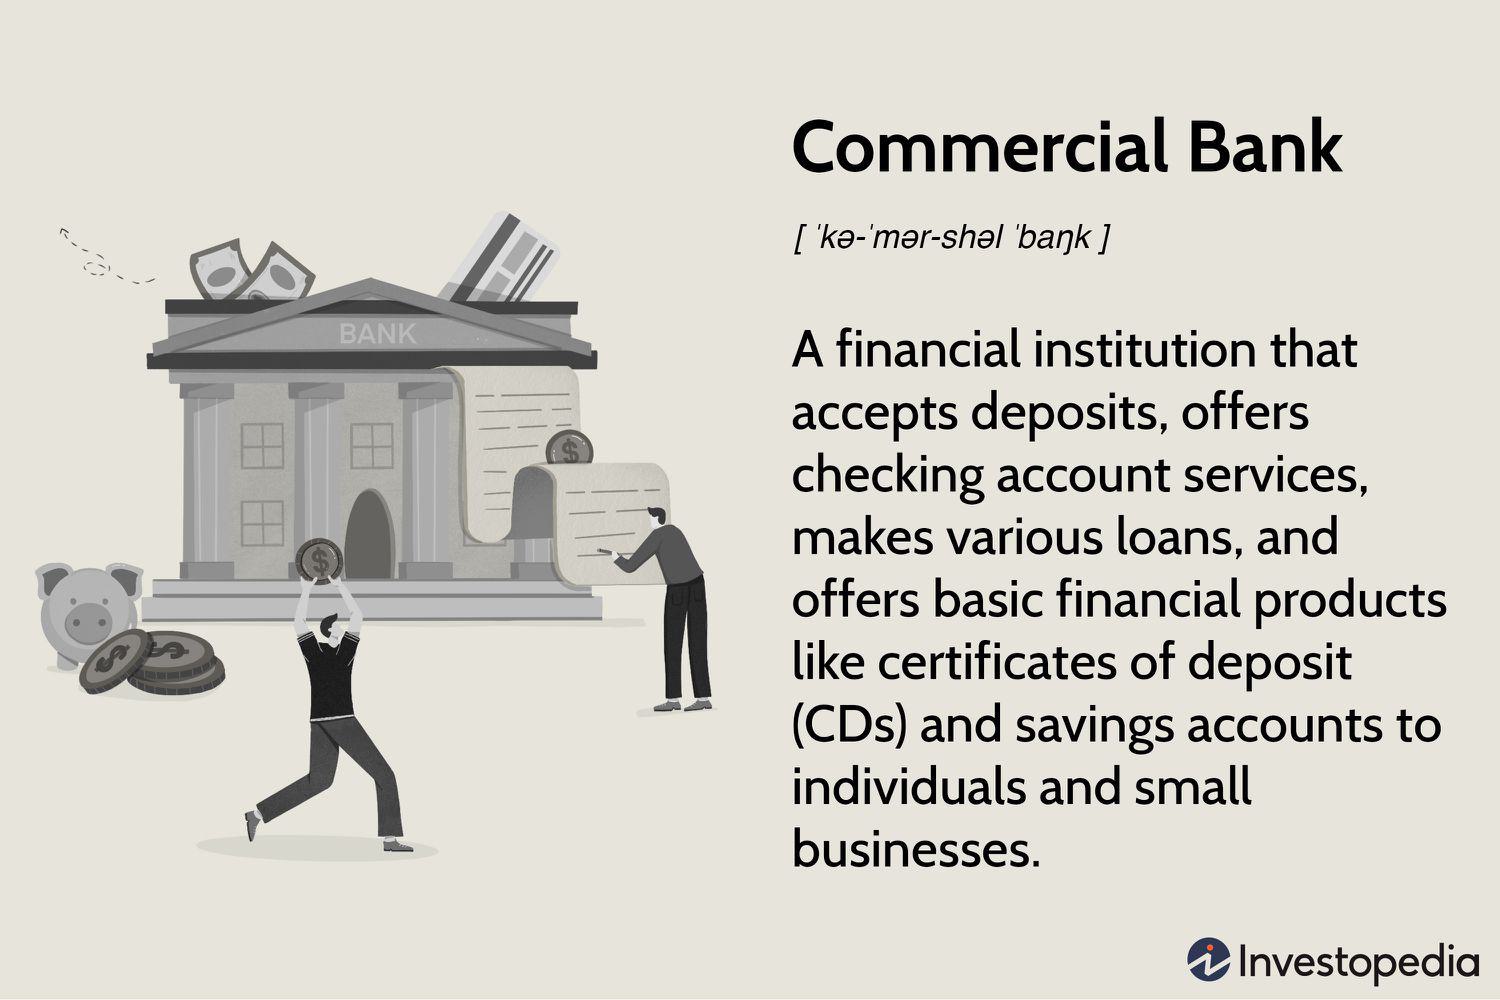 BANK
$
$
$
$
Commercial Bank
[ ˈkə-ˈmər-shəl ˈbaŋk ]
A financial institution that
accepts deposits, offers
checking account services,
makes various loans, and
offers basic financial products
like certificates of deposit
(CDs) and savings accounts to
individuals and small
businesses.
Investopedia